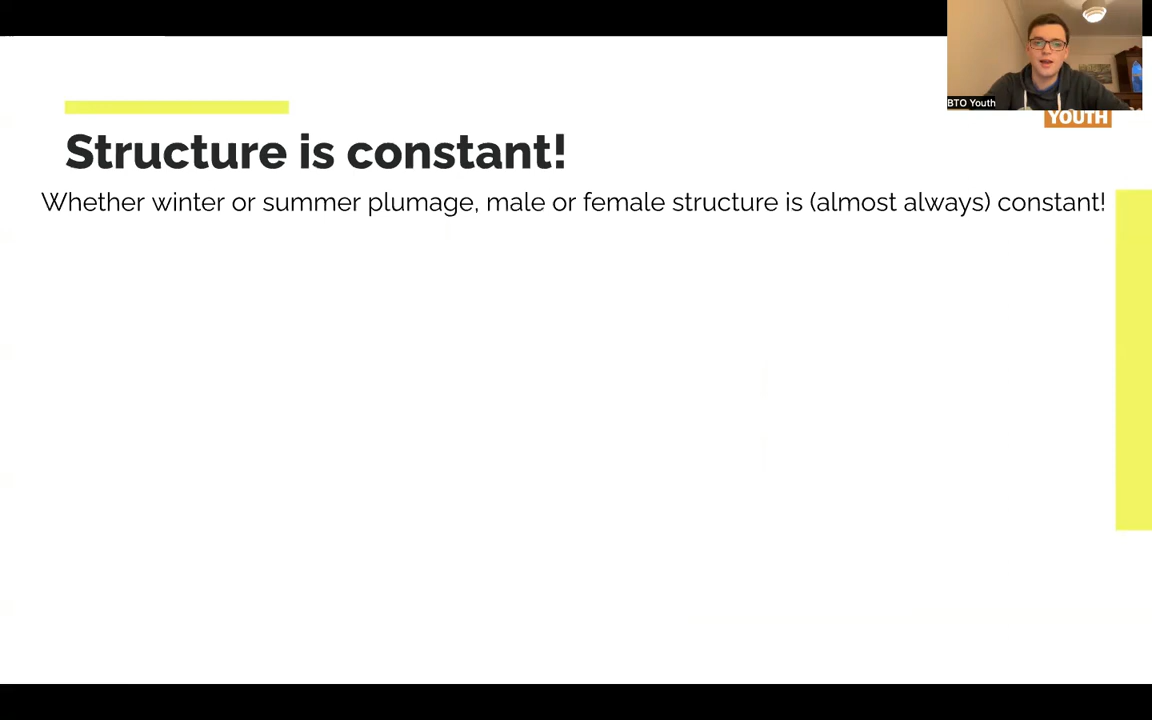 BTO Youth
YOUTH
Structure is constant!
Whether winter or summer plumage, male or female structure is (almost always) constant!